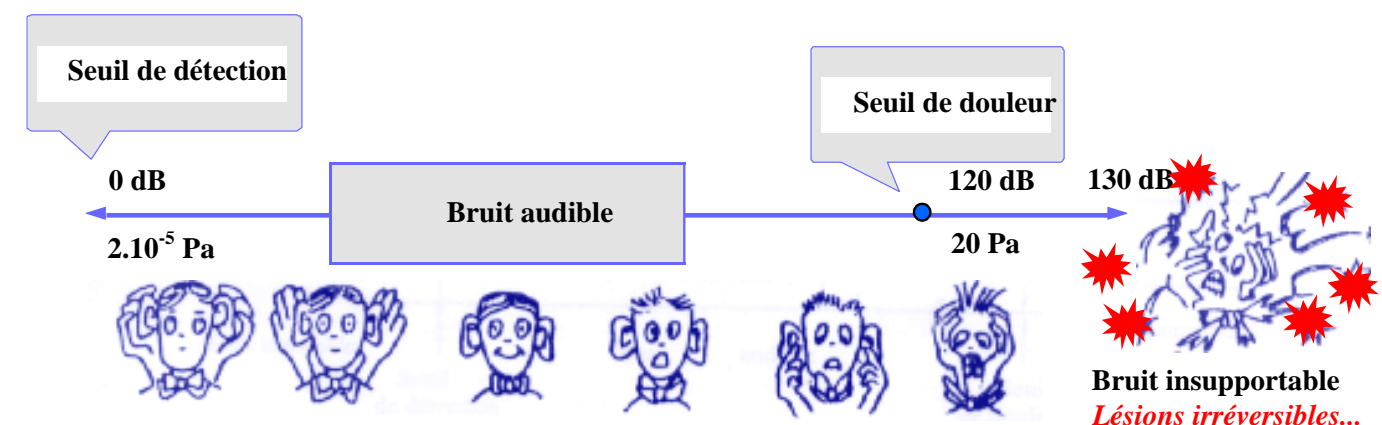 Seuil de détection
Seuil de douleur
0 dB
120 dB
130 dB
Bruit audible
2.10⁻⁵ Pa
20 Pa
Bruit insupportable
Lésions irréversibles...